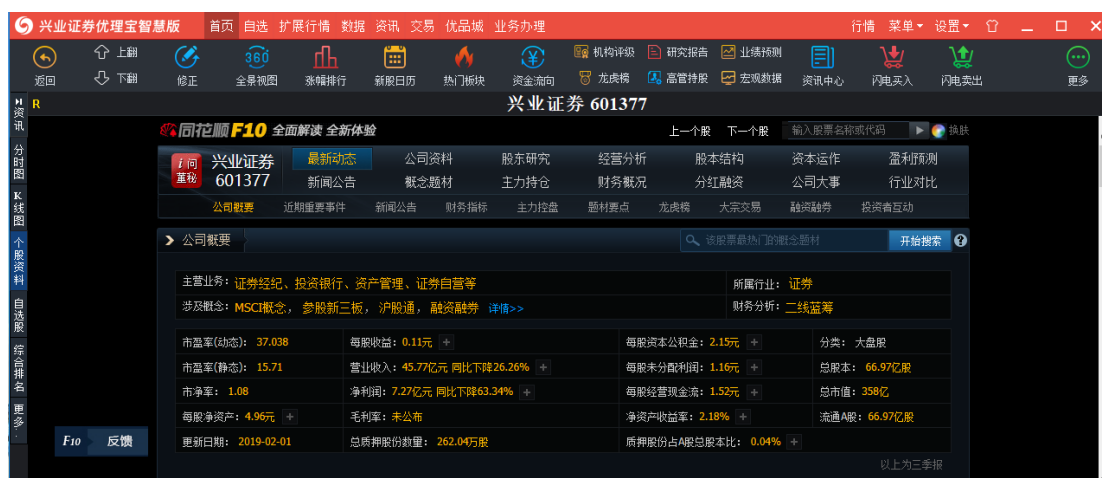 兴业证券优理宝智慧版 首页 自选 扩展行情 数据 资讯 交易 优品城 业务办理 行情 菜单 设置
上翻 机构评级 研究报告 业绩预测
返回 下翻 修正 全景视图 涨幅排行 新股日历 热门板块 资金流向 龙虎榜 高管持股 宏观数据 资讯中心 闪电买入 闪电卖出 更多
360
R 兴业证券 601377
资讯
分时图
K线图
个股资料
自选股
综合排名
更多
同花顺 F10 全面解读 全新体验 上一个股 下一个股 输入股票名称或代码 换肤
i问董秘 兴业证券 601377
最新动态 公司资料 股东研究 经营分析 股本结构 资本运作 盈利预测
新闻公告 概念题材 主力持仓 财务概况 分红融资 公司大事 行业对比
公司概要 近期重要事件 新闻公告 财务指标 主力控盘 题材要点 龙虎榜 大宗交易 融资融券 投资者互动
公司概要 该股票最热门的概念题材 开始搜索 ?
主营业务：证券经纪、投资银行、资产管理、证券自营等 所属行业：证券
涉及概念：MSCI概念， 参股新三板， 沪股通， 融资融券 详情>> 财务分析：二线蓝筹
市盈率(动态)：37.038 每股收益：0.11元 + 每股资本公积金：2.15元 + 分类：大盘股
市盈率(静态)：15.71 营业收入：45.77亿元 同比下降26.26% + 每股未分配利润：1.16元 + 总股本：66.97亿股
市净率：1.08 净利润：7.27亿元 同比下降63.34% + 每股经营现金流：1.52元 + 总市值：358亿
每股净资产：4.96元 + 毛利率：未公布 净资产收益率：2.18% + 流通A股：66.97亿股
更新日期：2019-02-01 总质押股份数量：262.04万股 质押股份占A股总股本比：0.04% +
F10 反馈
以上为三季报